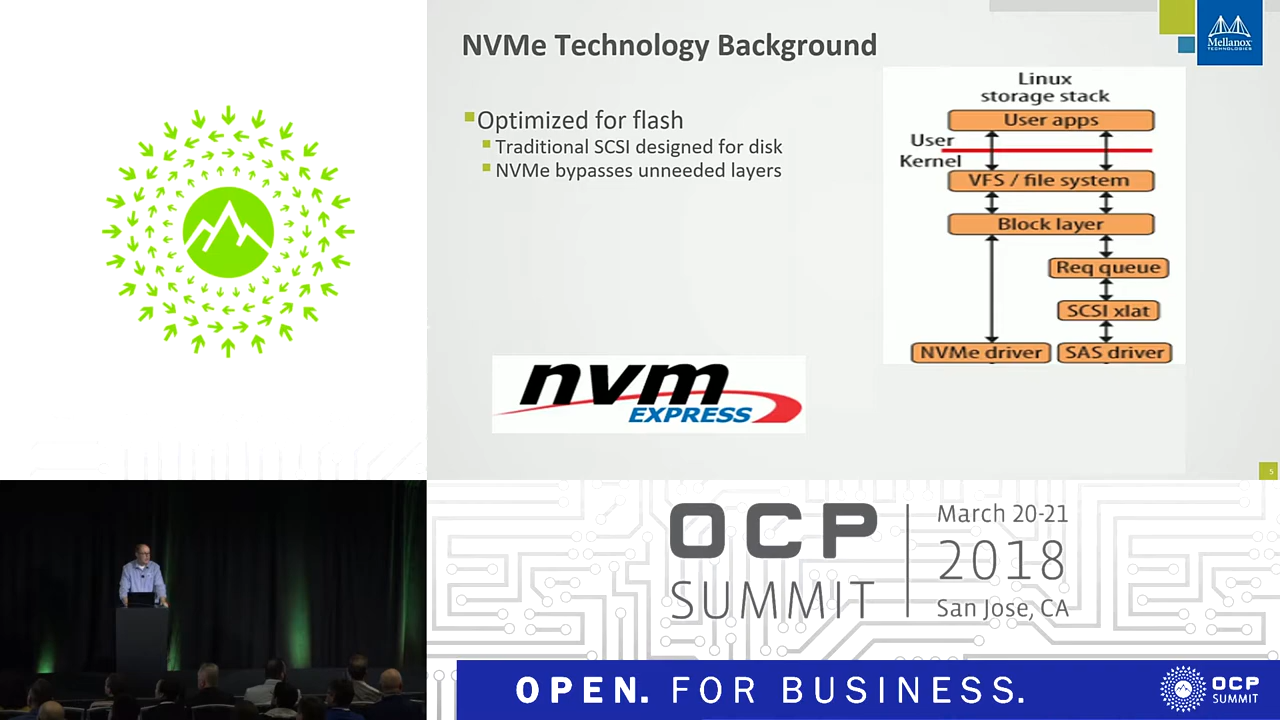 NVMe Technology Background
Mellanox
TECHNOLOGIES
Optimized for flash
Traditional SCSI designed for disk
NVMe bypasses unneeded layers
Linux
storage stack
User apps
User
Kernel
VFS / file system
Block layer
Req queue
SCSI xlat
NVMe driver
SAS driver
nvm
EXPRESS
5
OCP
SUMMIT
March 20-21
2018
San Jose, CA
OPEN. FOR BUSINESS.
OCP
SUMMIT